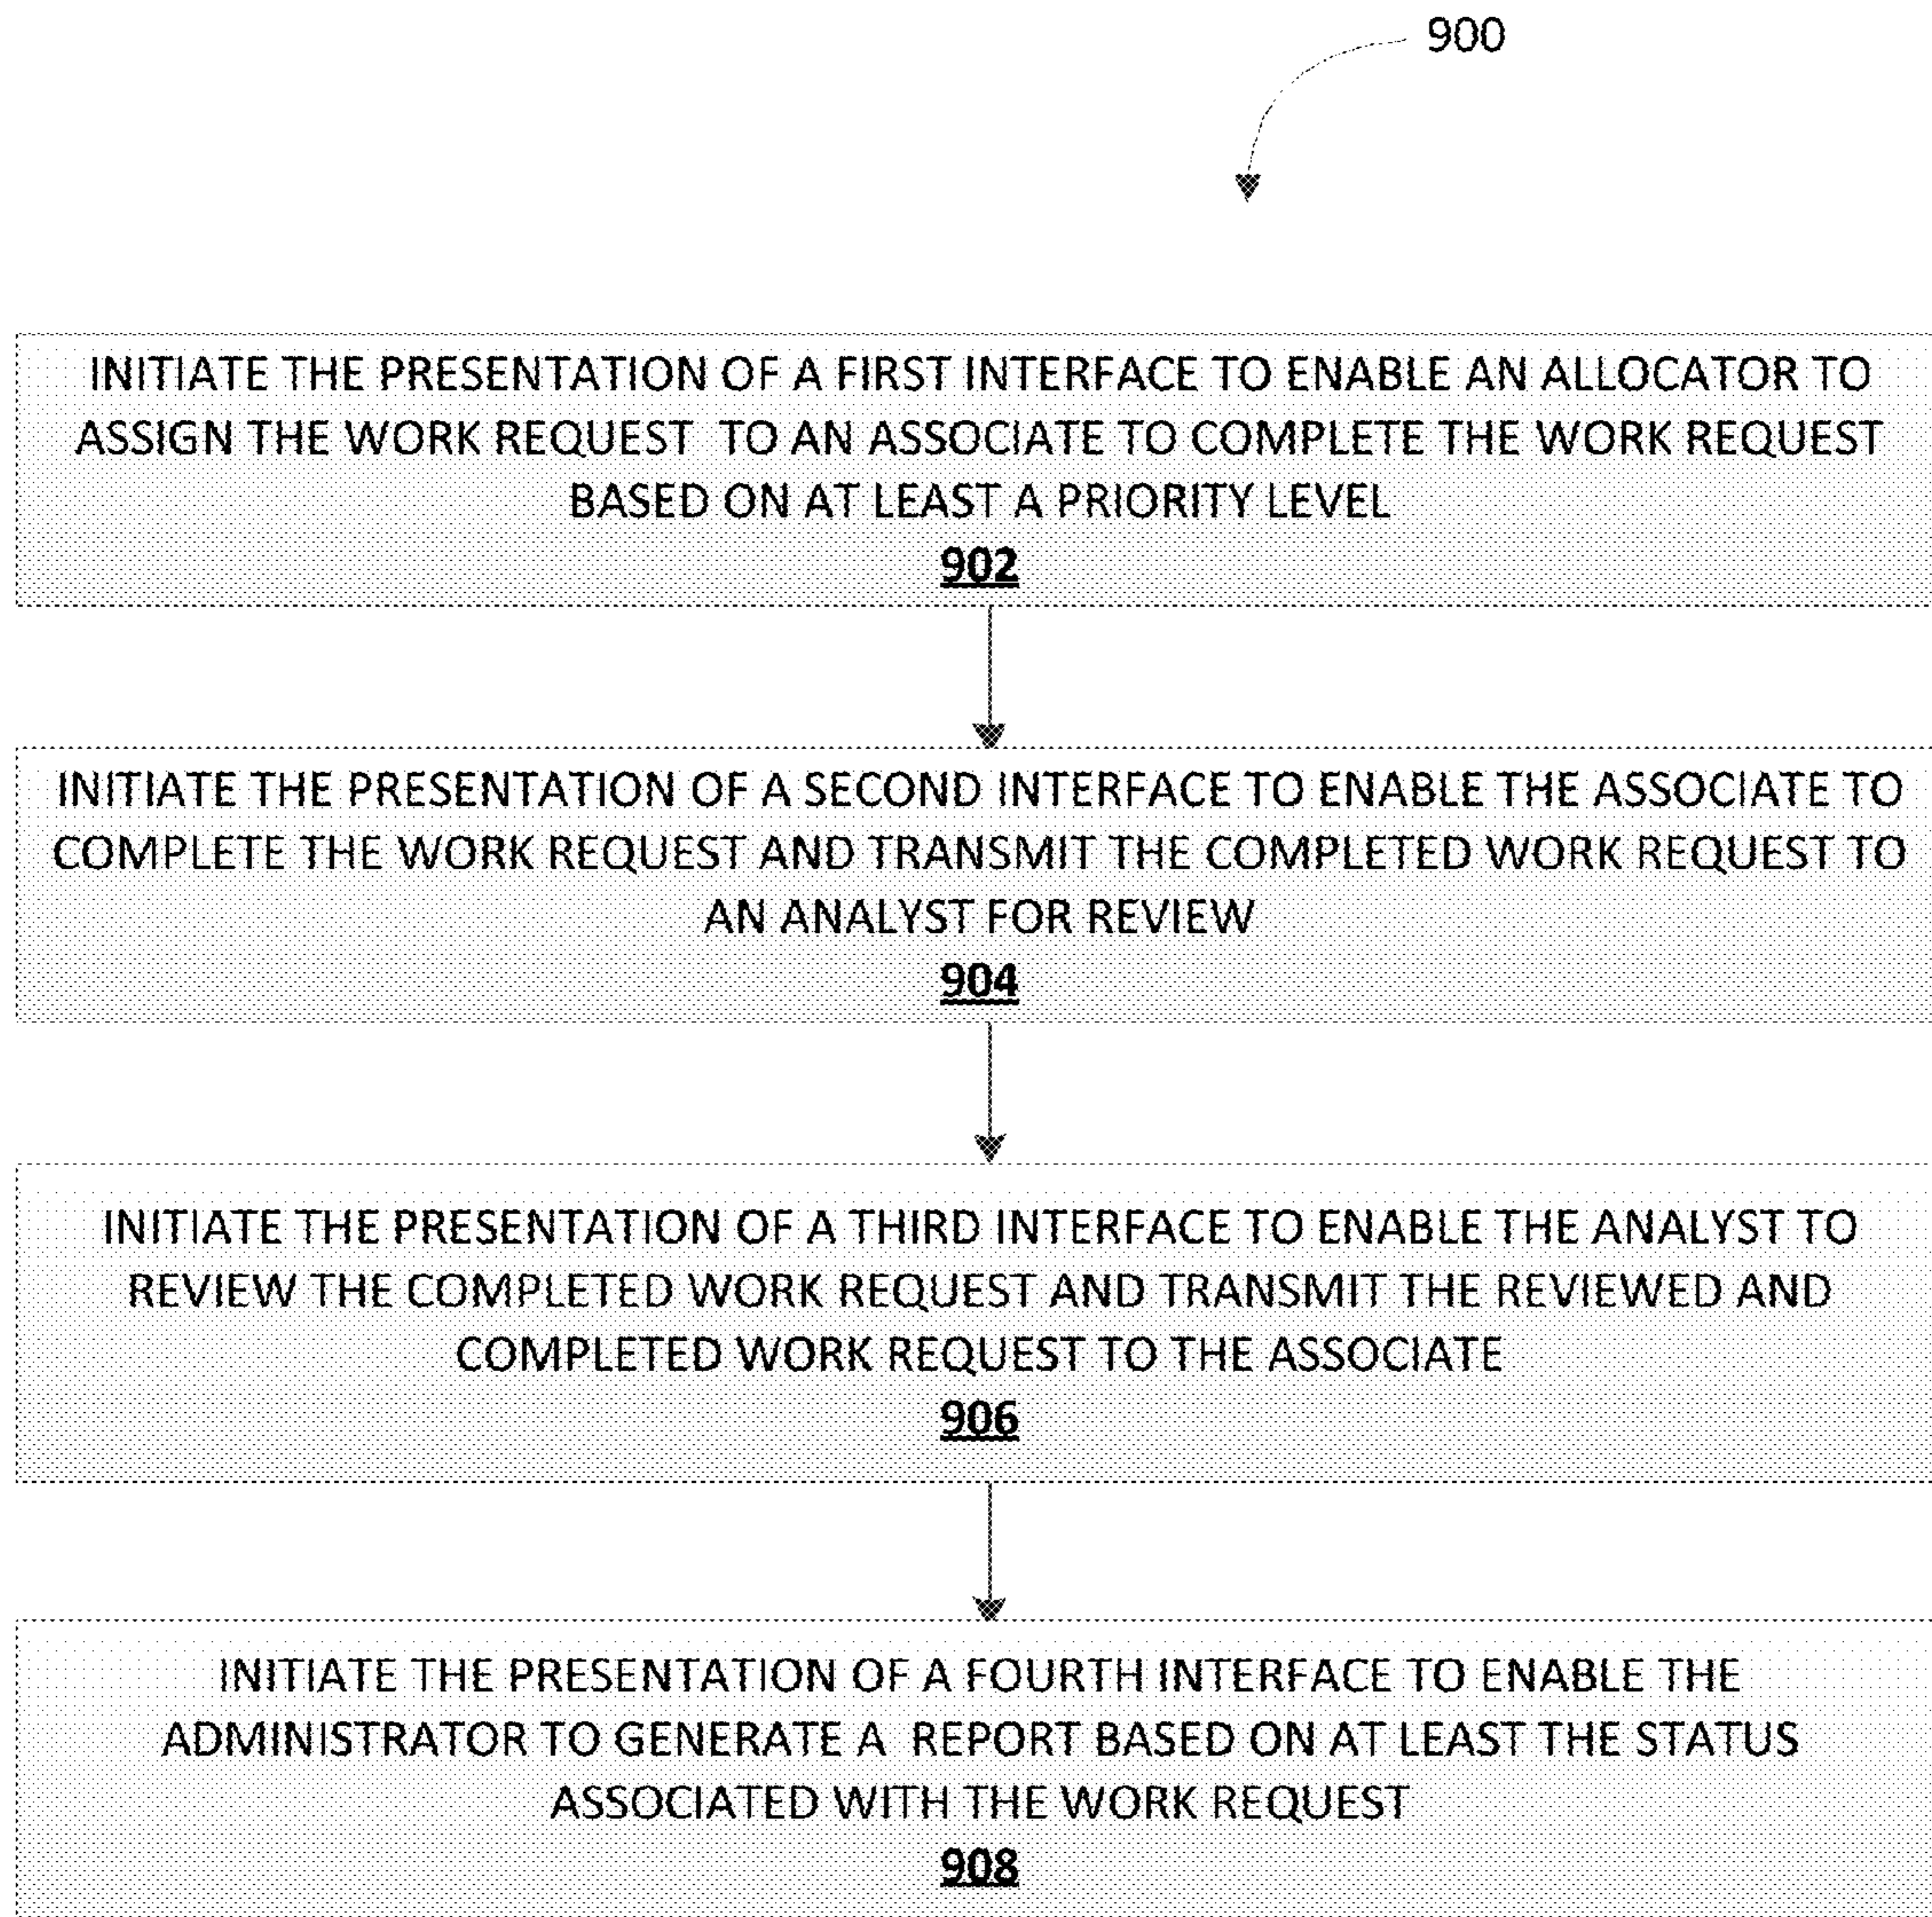 900
INITIATE THE PRESENTATION OF A FIRST INTERFACE TO ENABLE AN ALLOCATOR TO
ASSIGN THE WORK REQUEST TO AN ASSOCIATE TO COMPLETE THE WORK REQUEST
BASED ON AT LEAST A PRIORITY LEVEL
902
INITIATE THE PRESENTATION OF A SECOND INTERFACE TO ENABLE THE ASSOCIATE TO
COMPLETE THE WORK REQUEST AND TRANSMIT THE COMPLETED WORK REQUEST TO
AN ANALYST FOR REVIEW
904
INITIATE THE PRESENTATION OF A THIRD INTERFACE TO ENABLE THE ANALYST TO
REVIEW THE COMPLETED WORK REQUEST AND TRANSMIT THE REVIEWED AND
COMPLETED WORK REQUEST TO THE ASSOCIATE
906
INITIATE THE PRESENTATION OF A FOURTH INTERFACE TO ENABLE THE
ADMINISTRATOR TO GENERATE A REPORT BASED ON AT LEAST THE STATUS
ASSOCIATED WITH THE WORK REQUEST
908